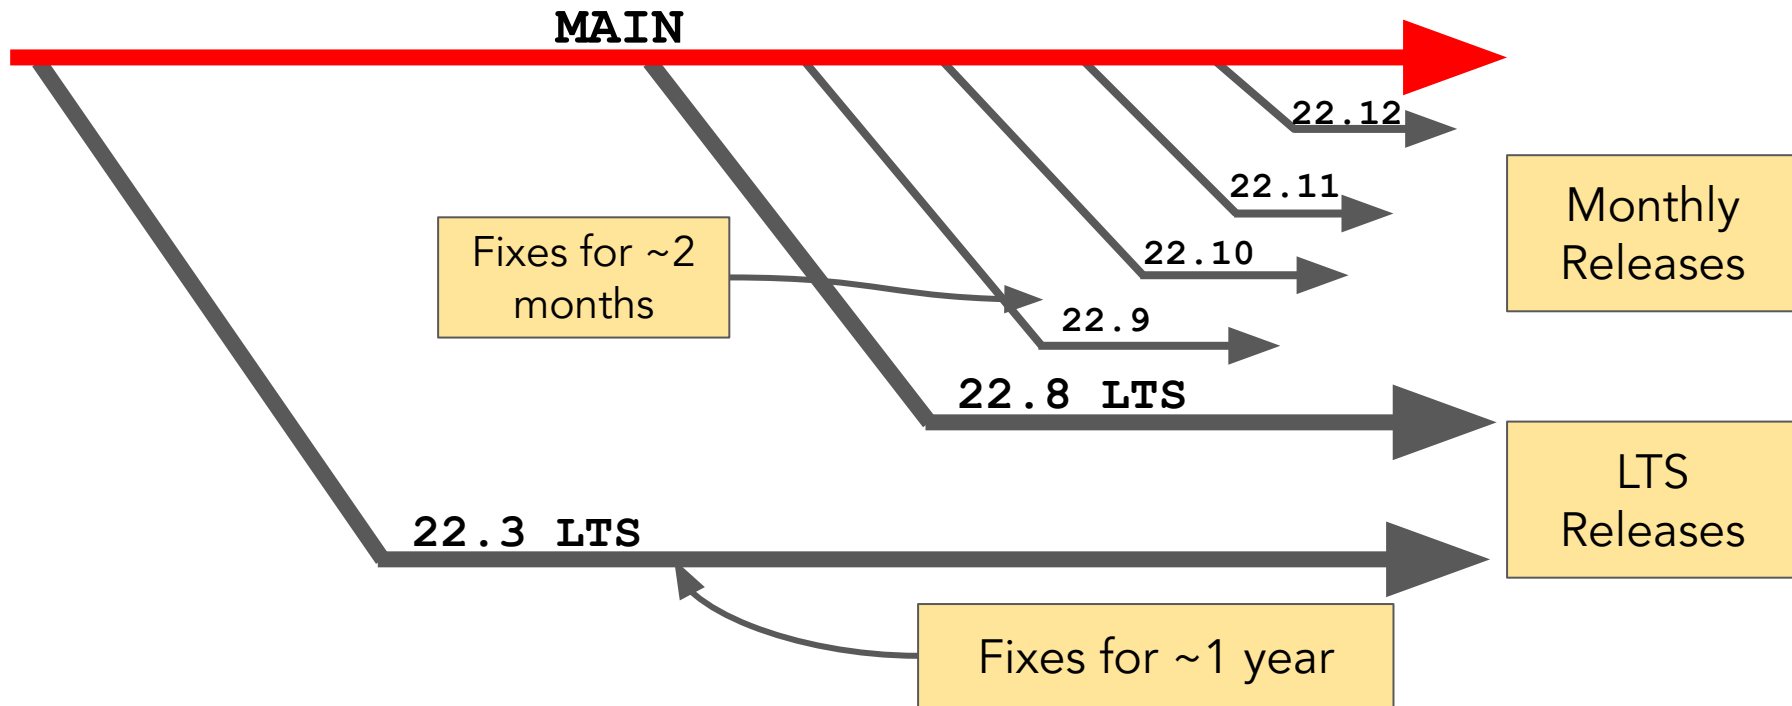 MAIN
22.12
22.11
Monthly
Releases
22.10
Fixes for ~2
months
22.9
22.8 LTS
LTS
Releases
22.3 LTS
Fixes for ~1 year